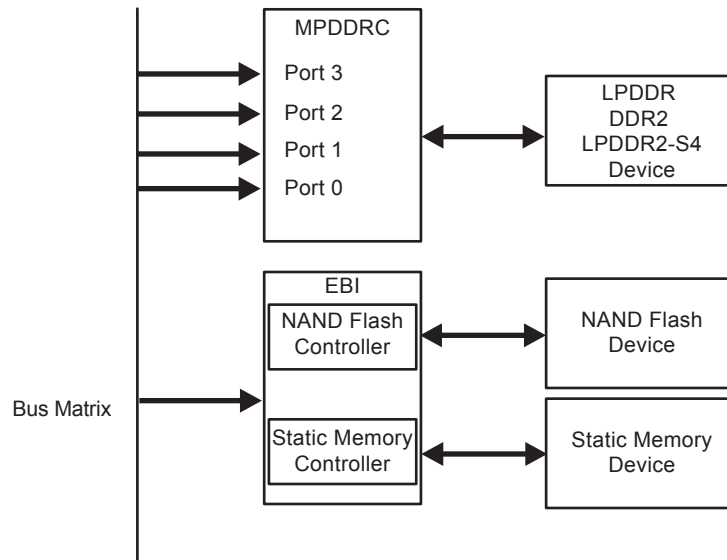 MPDDRC
Port 3
Port 2
Port 1
Port 0
LPDDR
DDR2
LPDDR2-S4
Device
EBI
NAND Flash
Controller
NAND Flash
Device
Bus Matrix
Static Memory
Controller
Static Memory
Device